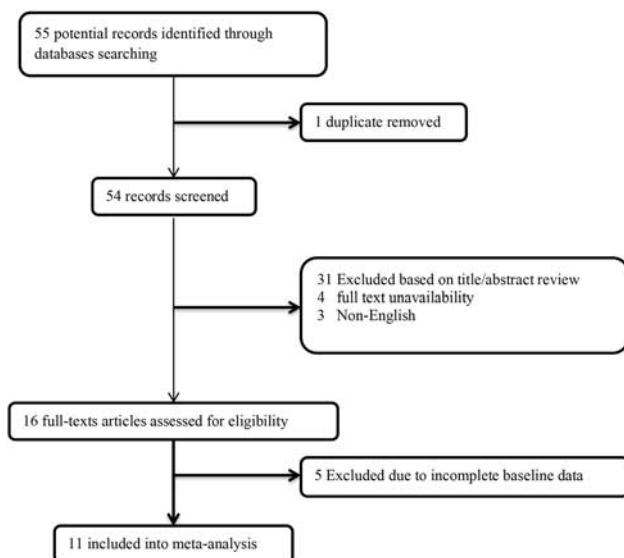 55 potential records identified through
databases searching
1 duplicate removed
54 records screened
31 Excluded based on title/abstract review
4 full text unavailability
3 Non-English
16 full-texts articles assessed for eligibility
5 Excluded due to incomplete baseline data
11 included into meta-analysis